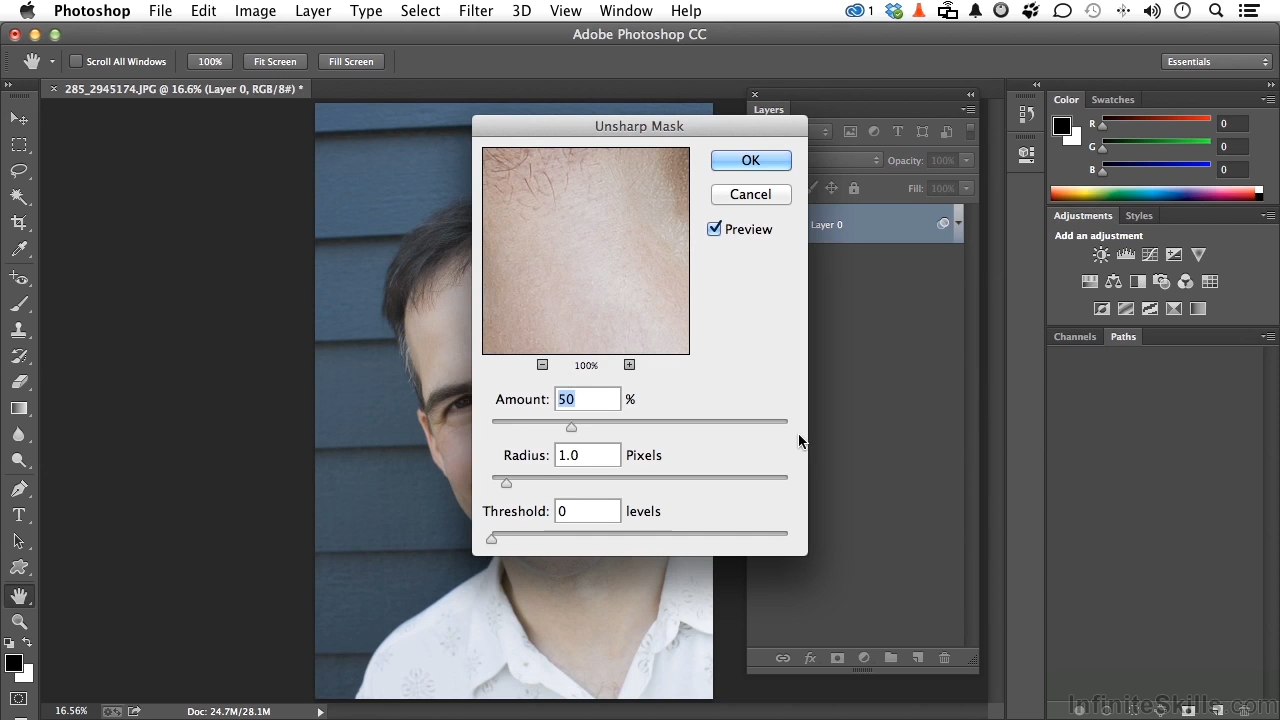 Photoshop File Edit Image Layer Type Select Filter 3D View Window Help 1
Adobe Photoshop CC
Scroll All Windows 100% Fit Screen Fill Screen Essentials
285_2945174.JPG @ 16.6% (Layer 0, RGB/8#) *
Layers
Color Swatches
Unsharp Mask
R 0
G 0
B 0
OK
Opacity: 100%
Cancel
Fill: 100%
Preview
Layer 0
Adjustments Styles
Add an adjustment
Channels Paths
100%
Amount: 50 %
Radius: 1.0 Pixels
Threshold: 0 levels
16.56% Doc: 24.7M/28.1M
InfiniteSkills.com